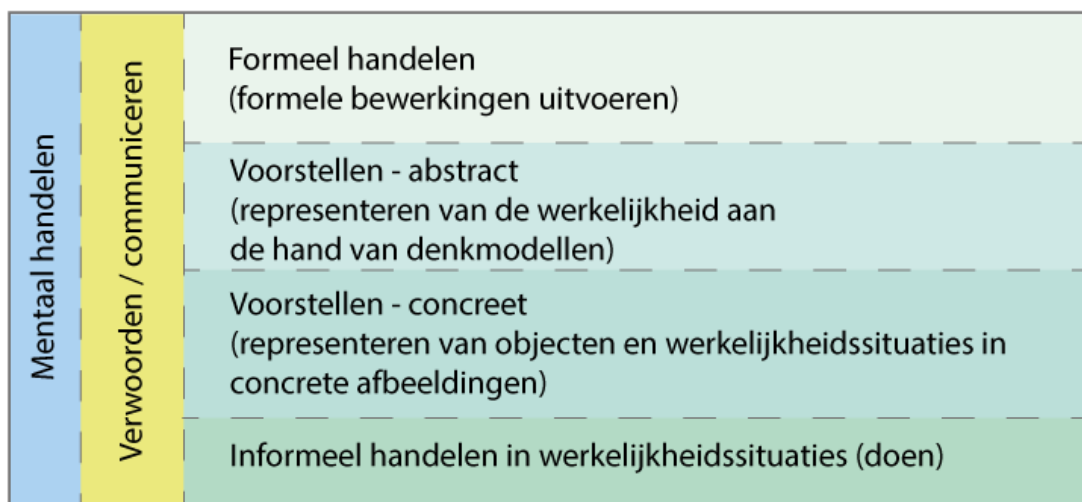 Mentaal handelen
Verwoorden / communiceren
Formeel handelen
(formele bewerkingen uitvoeren)
Voorstellen - abstract
(representeren van de werkelijkheid aan
de hand van denkmodellen)
Voorstellen - concreet
(representeren van objecten en werkelijkheidssituaties in
concrete afbeeldingen)
Informeel handelen in werkelijkheidssituaties (doen)